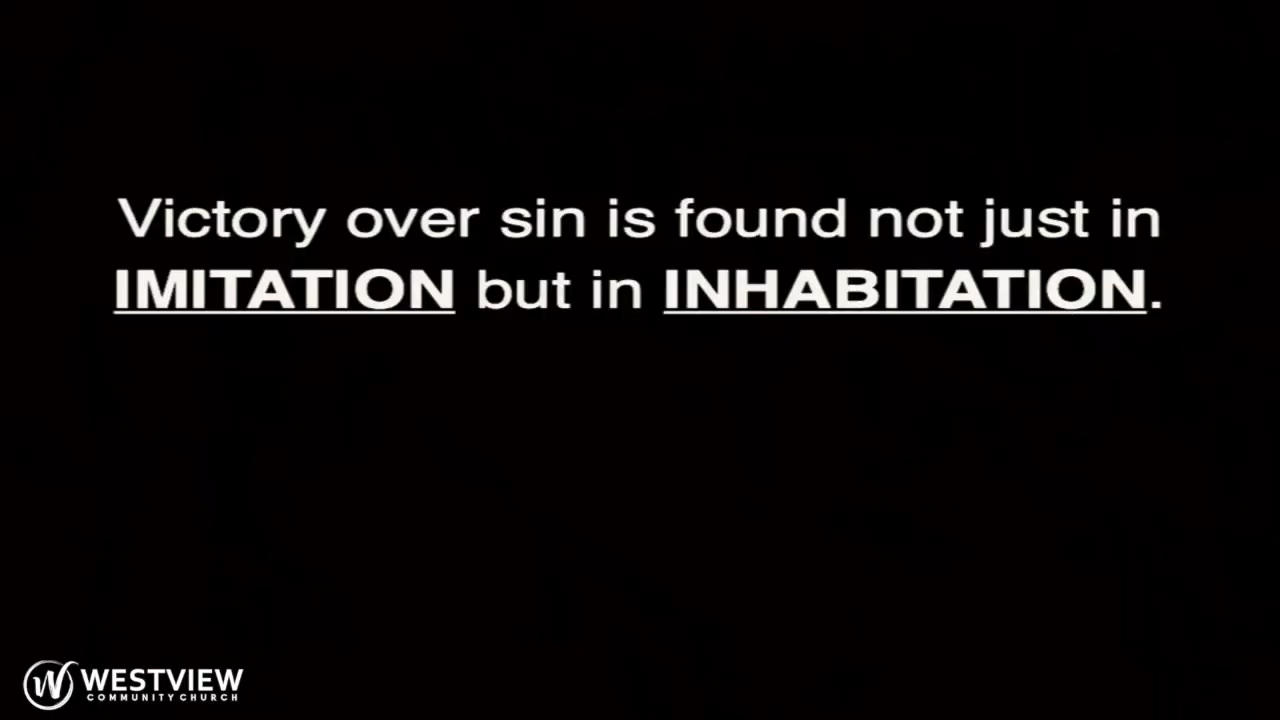 Victory over sin is found not just in
IMITATION but in INHABITATION.
WESTVIEW
COMMUNITY CHURCH